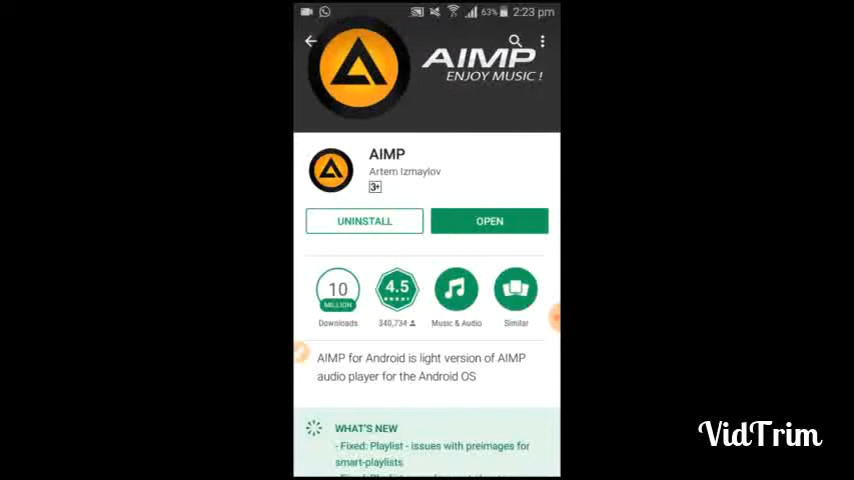 63% 2:23 pm
AIMP
ENJOY MUSIC !
AIMP
Artem Izmaylov
3+
UNINSTALL
OPEN
10
MILLION
4.5
Downloads
340,734
Music & Audio
Similar
AIMP for Android is light version of AIMP
audio player for the Android OS
WHAT'S NEW
- Fixed: Playlist - issues with preimages for
smart-playlists
VidTrim